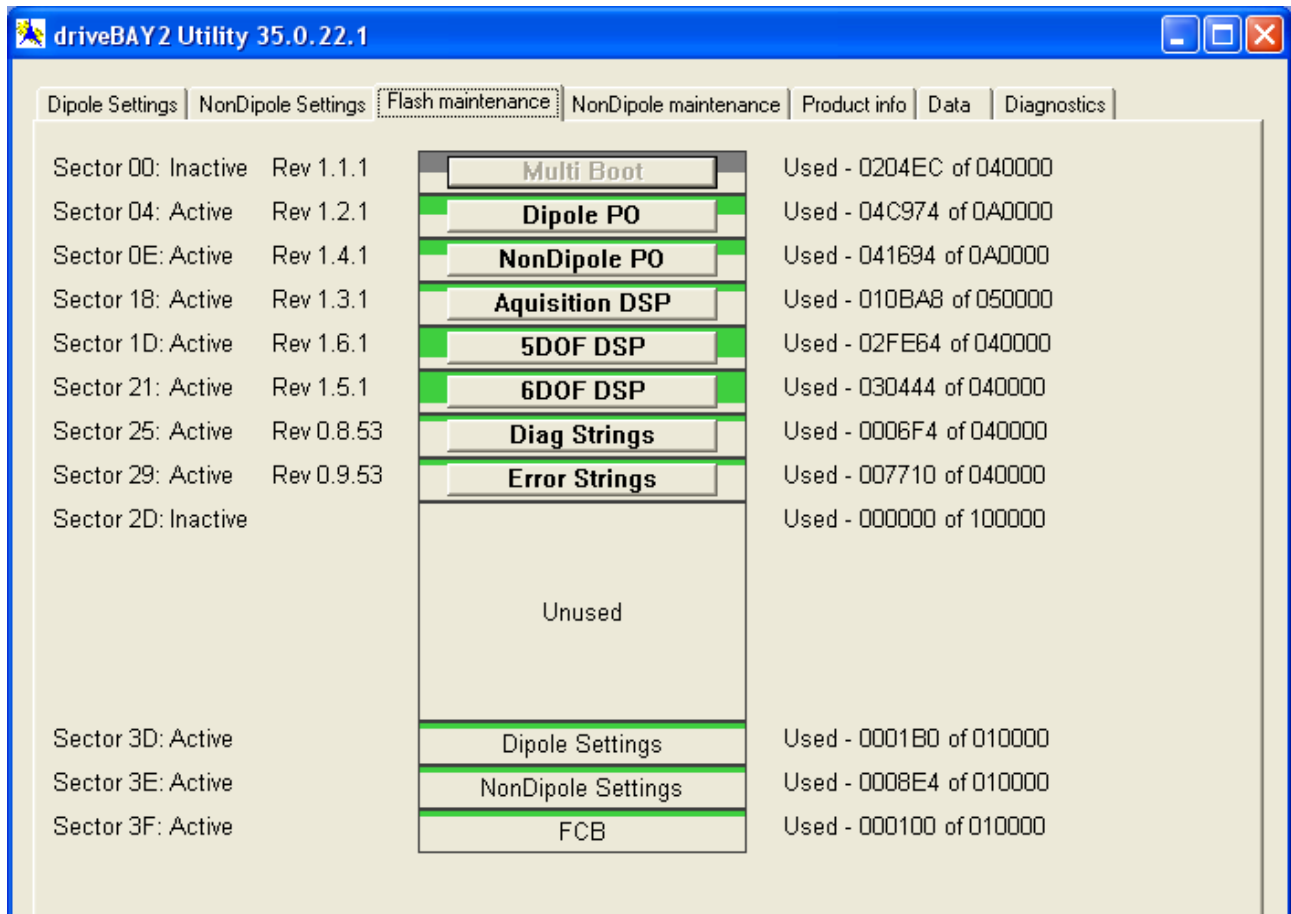 driveBAY2 Utility 35.0.22.1
Dipole Settings NonDipole Settings Flash maintenance NonDipole maintenance Product info Data Diagnostics
Sector 00: Inactive Rev 1.1.1 Multi Boot Used - 0204EC of 040000
Sector 04: Active Rev 1.2.1 Dipole PO Used - 04C974 of 0A0000
Sector 0E: Active Rev 1.4.1 NonDipole PO Used - 041694 of 0A0000
Sector 18: Active Rev 1.3.1 Aquisition DSP Used - 010BA8 of 050000
Sector 1D: Active Rev 1.6.1 5DOF DSP Used - 02FE64 of 040000
Sector 21: Active Rev 1.5.1 6DOF DSP Used - 030444 of 040000
Sector 25: Active Rev 0.8.53 Diag Strings Used - 0006F4 of 040000
Sector 29: Active Rev 0.9.53 Error Strings Used - 007710 of 040000
Sector 2D: Inactive Used - 000000 of 100000
Unused
Sector 3D: Active Dipole Settings Used - 0001B0 of 010000
Sector 3E: Active NonDipole Settings Used - 0008E4 of 010000
Sector 3F: Active FCB Used - 000100 of 010000